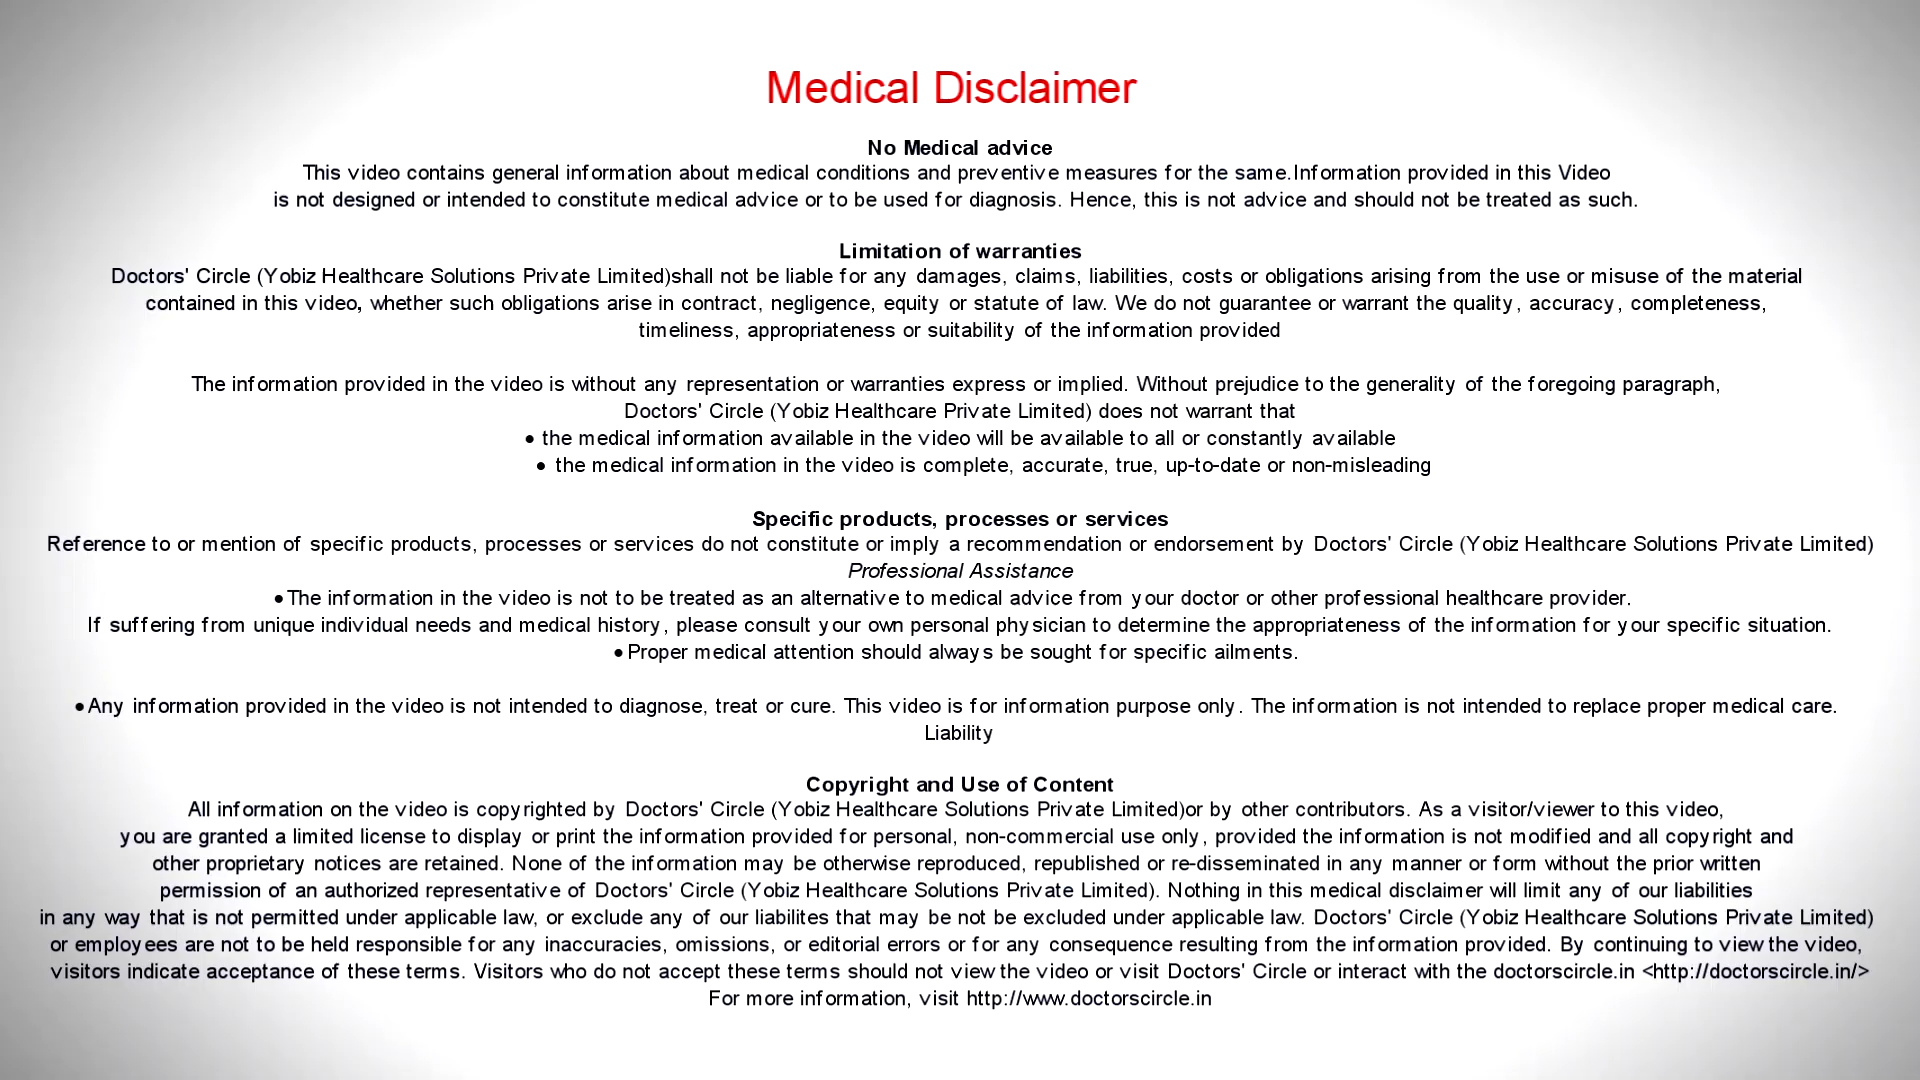 Medical Disclaimer
No Medical advice
This video contains general information about medical conditions and preventive measures for the same.Information provided in this Video
is not designed or intended to constitute medical advice or to be used for diagnosis. Hence, this is not advice and should not be treated as such.
Limitation of warranties
Doctors' Circle (Yobiz Healthcare Solutions Private Limited)shall not be liable for any damages, claims, liabilities, costs or obligations arising from the use or misuse of the material
contained in this video, whether such obligations arise in contract, negligence, equity or statute of law. We do not guarantee or warrant the quality, accuracy, completeness,
timeliness, appropriateness or suitability of the information provided
The information provided in the video is without any representation or warranties express or implied. Without prejudice to the generality of the foregoing paragraph,
Doctors' Circle (Yobiz Healthcare Private Limited) does not warrant that
• the medical information available in the video will be available to all or constantly available
• the medical information in the video is complete, accurate, true, up-to-date or non-misleading
Specific products, processes or services
Reference to or mention of specific products, processes or services do not constitute or imply a recommendation or endorsement by Doctors' Circle (Yobiz Healthcare Solutions Private Limited)
Professional Assistance
•The information in the video is not to be treated as an alternative to medical advice from your doctor or other professional healthcare provider.
If suffering from unique individual needs and medical history, please consult your own personal physician to determine the appropriateness of the information for your specific situation.
•Proper medical attention should always be sought for specific ailments.
•Any information provided in the video is not intended to diagnose, treat or cure. This video is for information purpose only. The information is not intended to replace proper medical care.
Liability
Copyright and Use of Content
All information on the video is copyrighted by Doctors' Circle (Yobiz Healthcare Solutions Private Limited)or by other contributors. As a visitor/viewer to this video,
you are granted a limited license to display or print the information provided for personal, non-commercial use only, provided the information is not modified and all copyright and
other proprietary notices are retained. None of the information may be otherwise reproduced, republished or re-disseminated in any manner or form without the prior written
permission of an authorized representative of Doctors' Circle (Yobiz Healthcare Solutions Private Limited). Nothing in this medical disclaimer will limit any of our liabilities
in any way that is not permitted under applicable law, or exclude any of our liabilites that may be not be excluded under applicable law. Doctors' Circle (Yobiz Healthcare Solutions Private Limited)
or employees are not to be held responsible for any inaccuracies, omissions, or editorial errors or for any consequence resulting from the information provided. By continuing to view the video,
visitors indicate acceptance of these terms. Visitors who do not accept these terms should not view the video or visit Doctors' Circle or interact with the doctorscircle.in <http://doctorscircle.in/>
For more information, visit http://www.doctorscircle.in